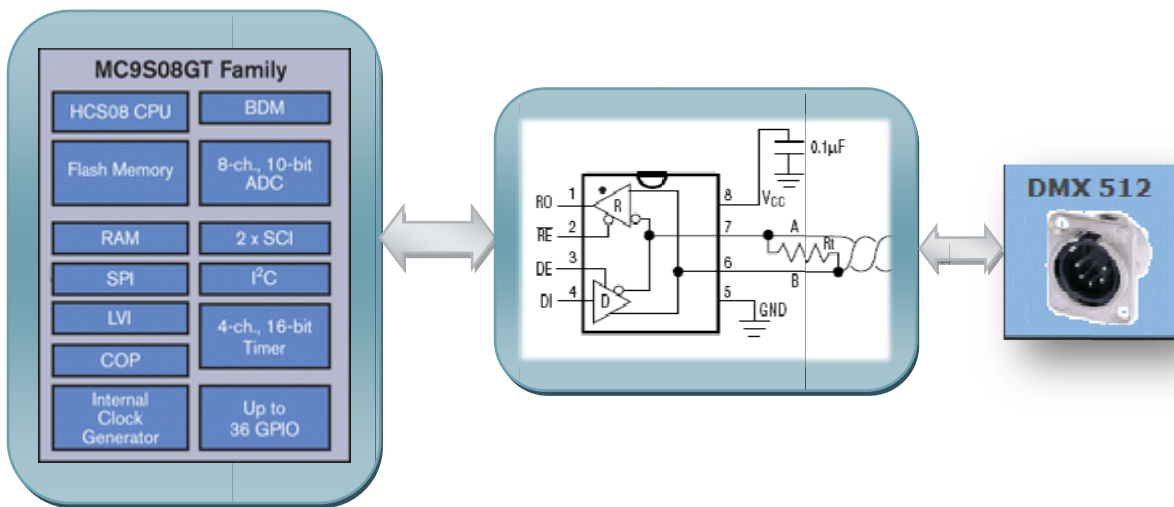 MC9S08GT Family
HCS08 CPU
BDM
Flash Memory
8-ch., 10-bit
ADC
RAM
2 x SCI
SPI
I²C
LVI
4-ch., 16-bit
Timer
COP
Internal
Clock
Generator
Up to
36 GPIO
0.1µF
RO 1
R
8 VCC
R̅E̅ 2
7 A
Rt
DE 3
6 B
DI 4
D
5 GND
DMX 512